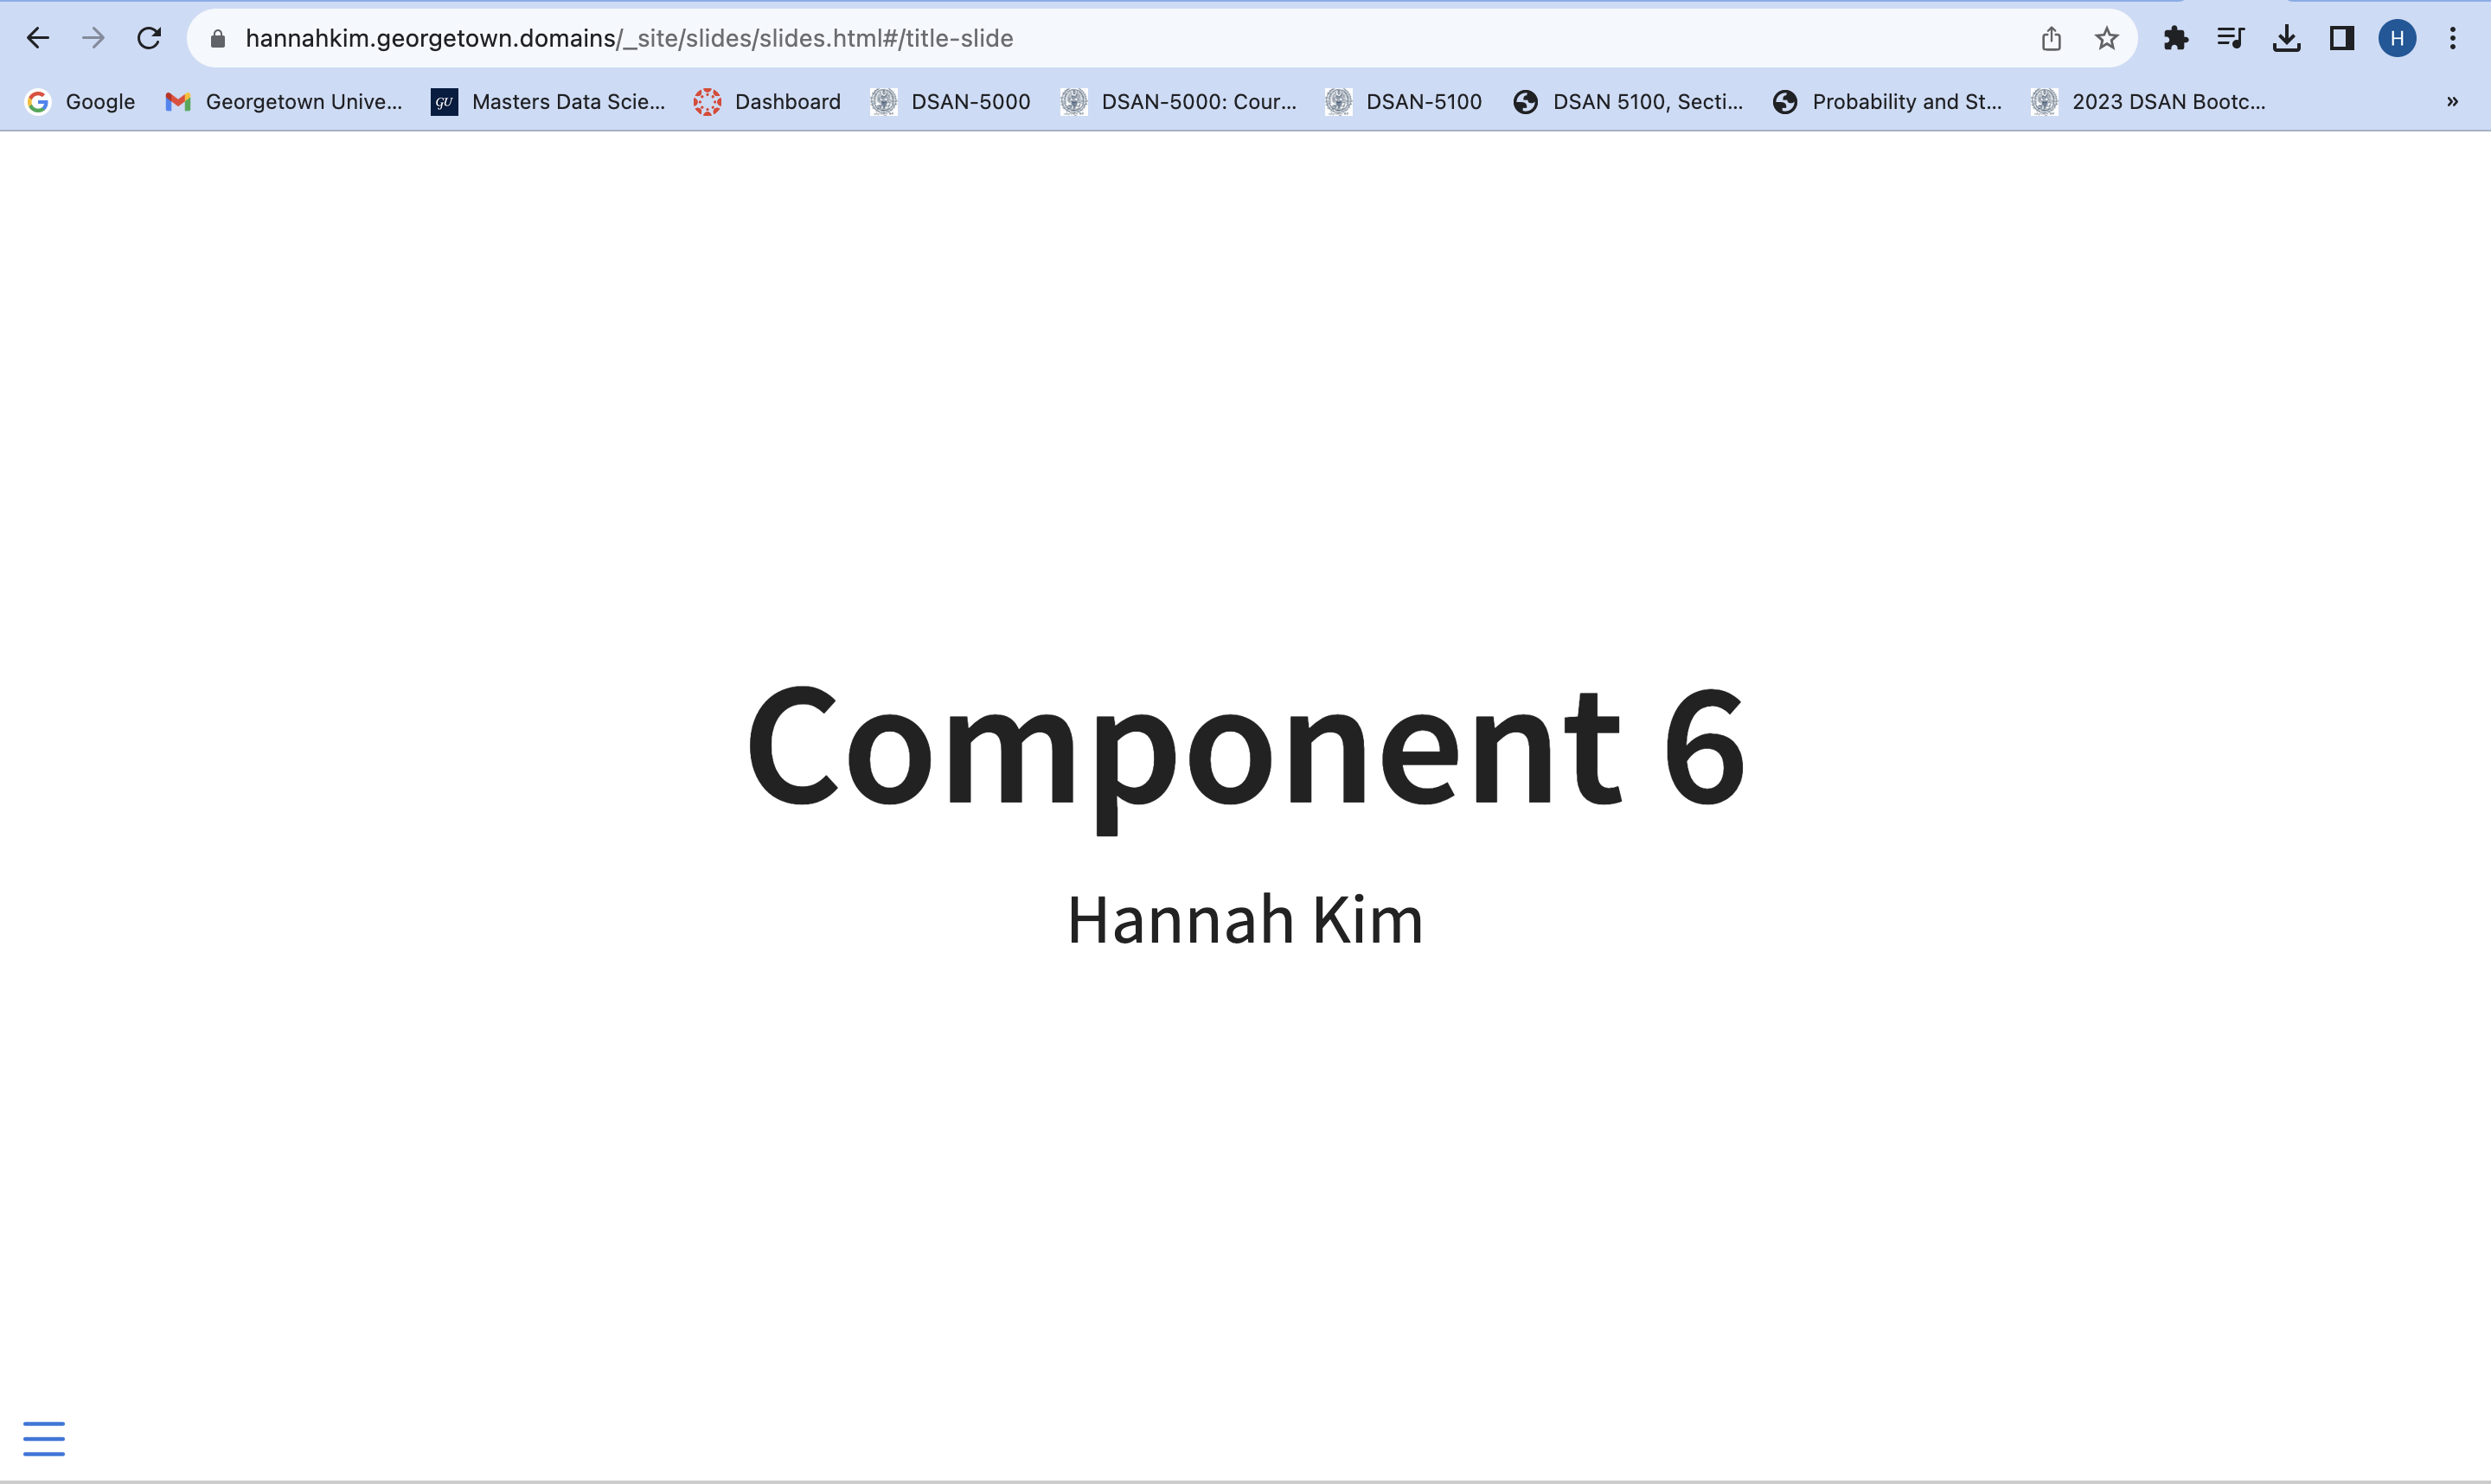 hannahkim.georgetown.domains/_site/slides/slides.html#/title-slide
H
Google Georgetown Unive... GU Masters Data Scie... Dashboard DSAN-5000 DSAN-5000: Cour... DSAN-5100 DSAN 5100, Secti... Probability and St... 2023 DSAN Bootc... »
Component 6
Hannah Kim